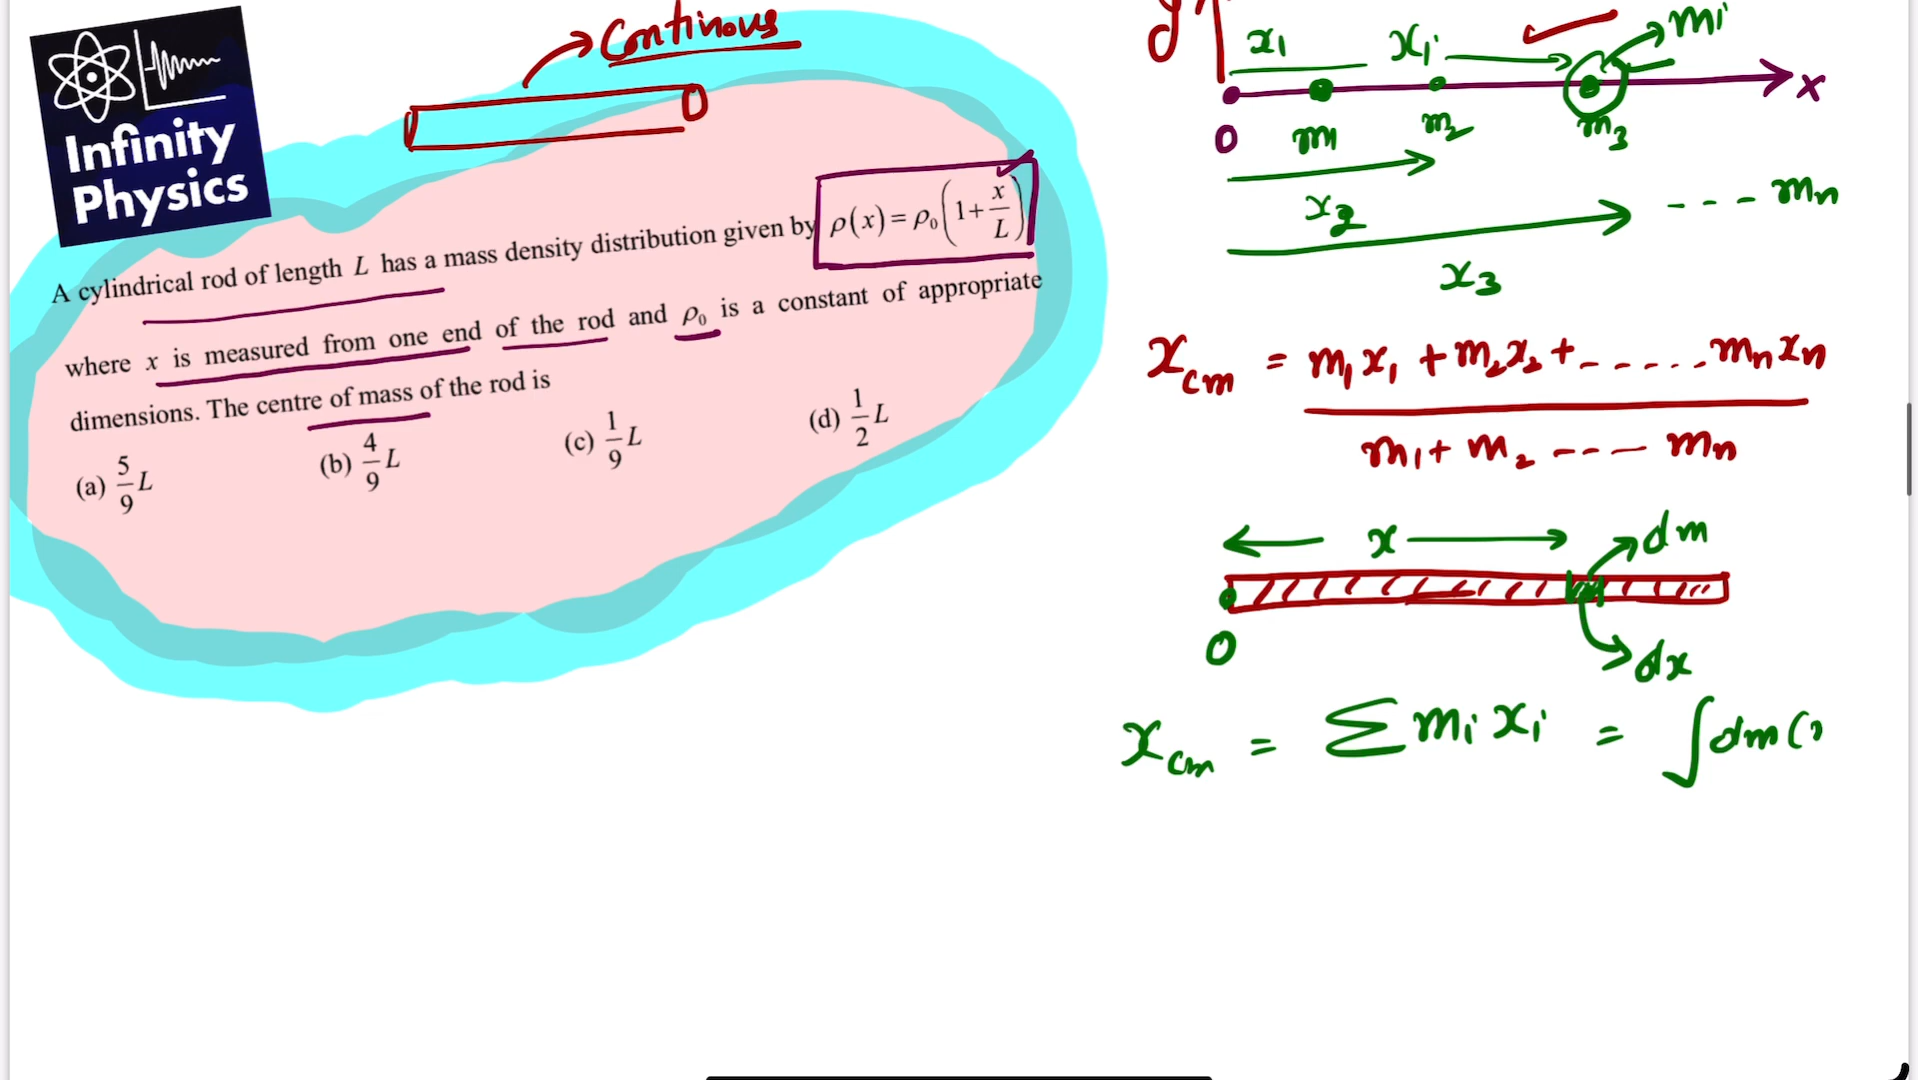 Infinity
Physics
Continous
A cylindrical rod of length L has a mass density distribution given by ρ(x) = ρ₀(1 + x/L)
where x is measured from one end of the rod and ρ₀ is a constant of appropriate
dimensions. The centre of mass of the rod is
(a) 5/9 L (b) 4/9 L (c) 1/9 L (d) 1/2 L
x₁ xᵢ mᵢ
x
0 m₁ m₂ m₃
x₂ - - - - mₙ
x₃
x_cm = m₁x₁ + m₂x₂ + - . . . . . mₙxₙ
m₁ + m₂ - - - - mₙ
x dm
0 dx
x_cm = Σ mᵢ xᵢ = ∫dm(